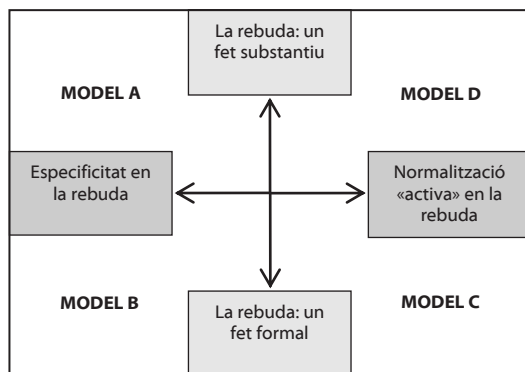 La rebuda: un
fet substantiu
MODEL A
MODEL D
Especificitat en
la rebuda
Normalització
«activa» en la
rebuda
MODEL B
La rebuda: un
fet formal
MODEL C